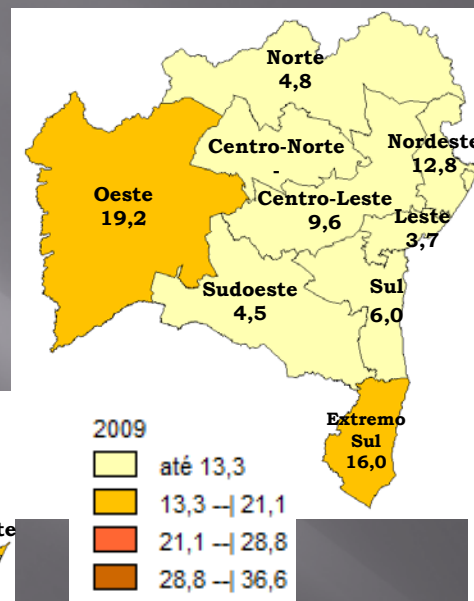 Norte
4,8
Centro-Norte
-
Nordeste
12,8
Oeste
19,2
Centro-Leste
9,6
Leste
3,7
Sudoeste
4,5
Sul
6,0
Extremo
Sul
16,0
2009
até 13,3
13,3 --| 21,1
21,1 --| 28,8
28,8 --| 36,6